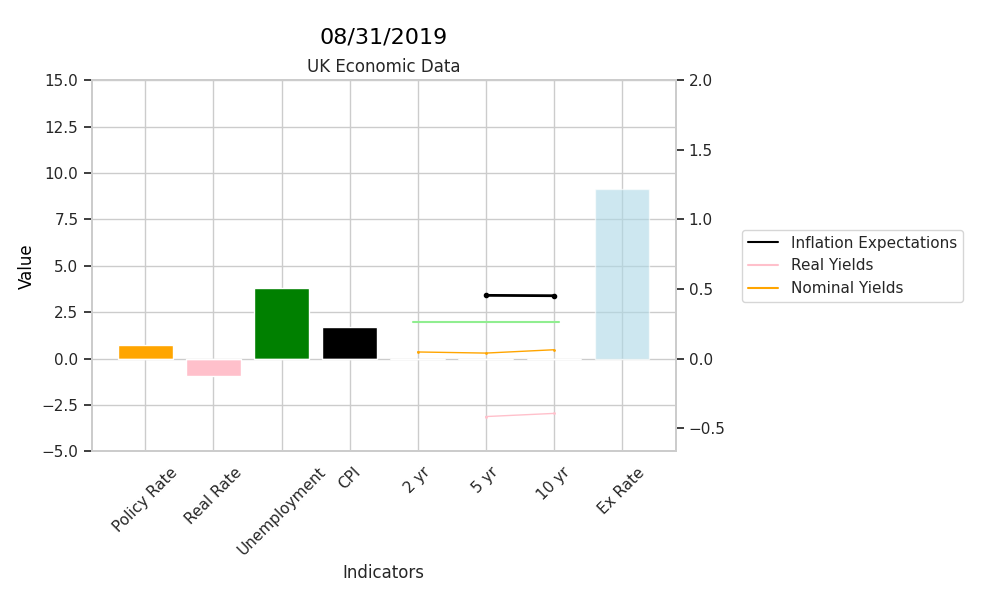 08/31/2019
UK Economic Data
15.0
12.5
10.0
7.5
5.0
2.5
0.0
−2.5
−5.0
Value
2.0
1.5
1.0
0.5
0.0
−0.5
Inflation Expectations
Real Yields
Nominal Yields
Policy Rate
Real Rate
Unemployment
CPI
2 yr
5 yr
10 yr
Ex Rate
Indicators